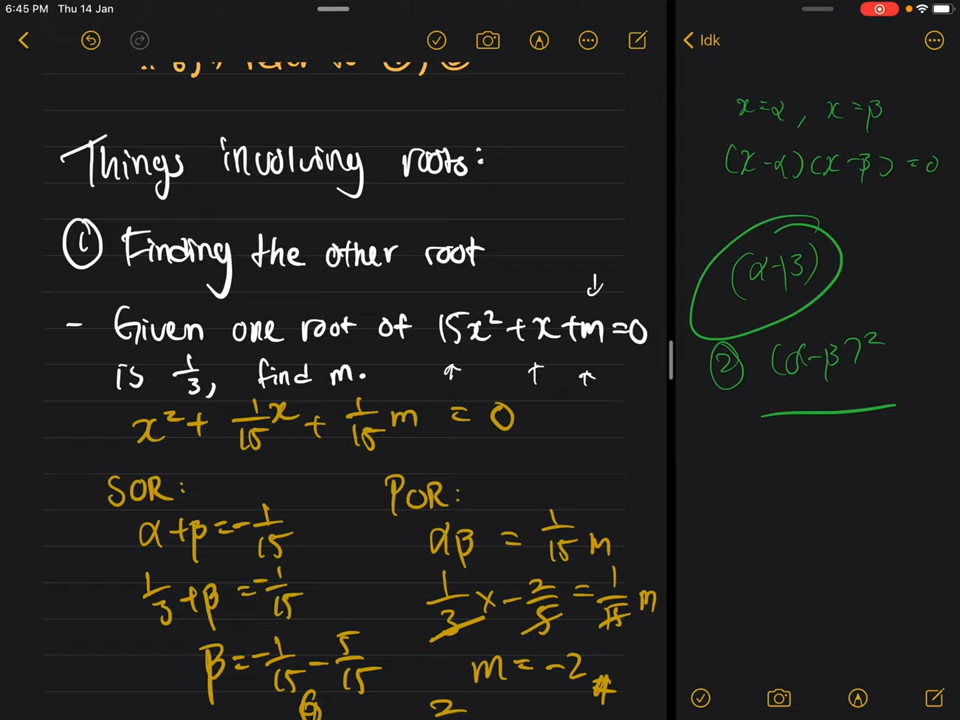 6:45 PM Thu 14 Jan
Things involving roots:
① Finding the other root
- Given one root of 15x² + x + m = 0
is 1/3, find m.
x² + 1/15 x + 1/15 m = 0
SOR:
α + β = -1/15
1/3 + β = -1/15
β = -1/15 - 5/15
POR:
αβ = 1/15 m
1/3 x - 2/5 = 1/15 m
m = -2 #
6
2
Idk
x = α , x = β
(x - α)(x - β) = 0
(α - β)
② (α - β)²